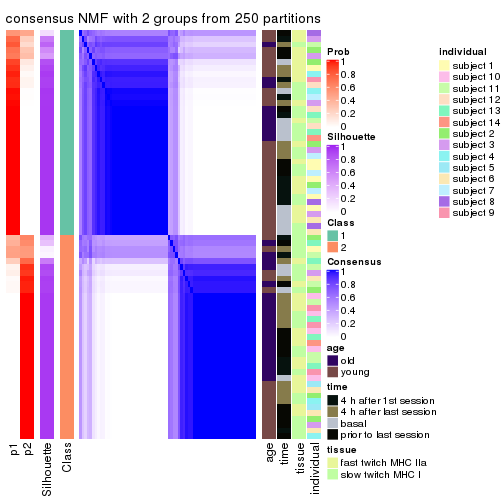 consensus NMF with 2 groups from 250 partitions
Prob
1
0.8
0.6
0.4
0.2
0
Silhouette
1
0.8
0.6
0.4
0.2
0
Class
1
2
Consensus
1
0.8
0.6
0.4
0.2
0
age
old
young
time
4 h after 1st session
4 h after last session
basal
prior to last session
tissue
fast twitch MHC IIa
slow twitch MHC I
individual
subject 1
subject 10
subject 11
subject 12
subject 13
subject 14
subject 2
subject 3
subject 4
subject 5
subject 6
subject 7
subject 8
subject 9
p1
p2
Silhouette
Class
age
time
tissue
individual